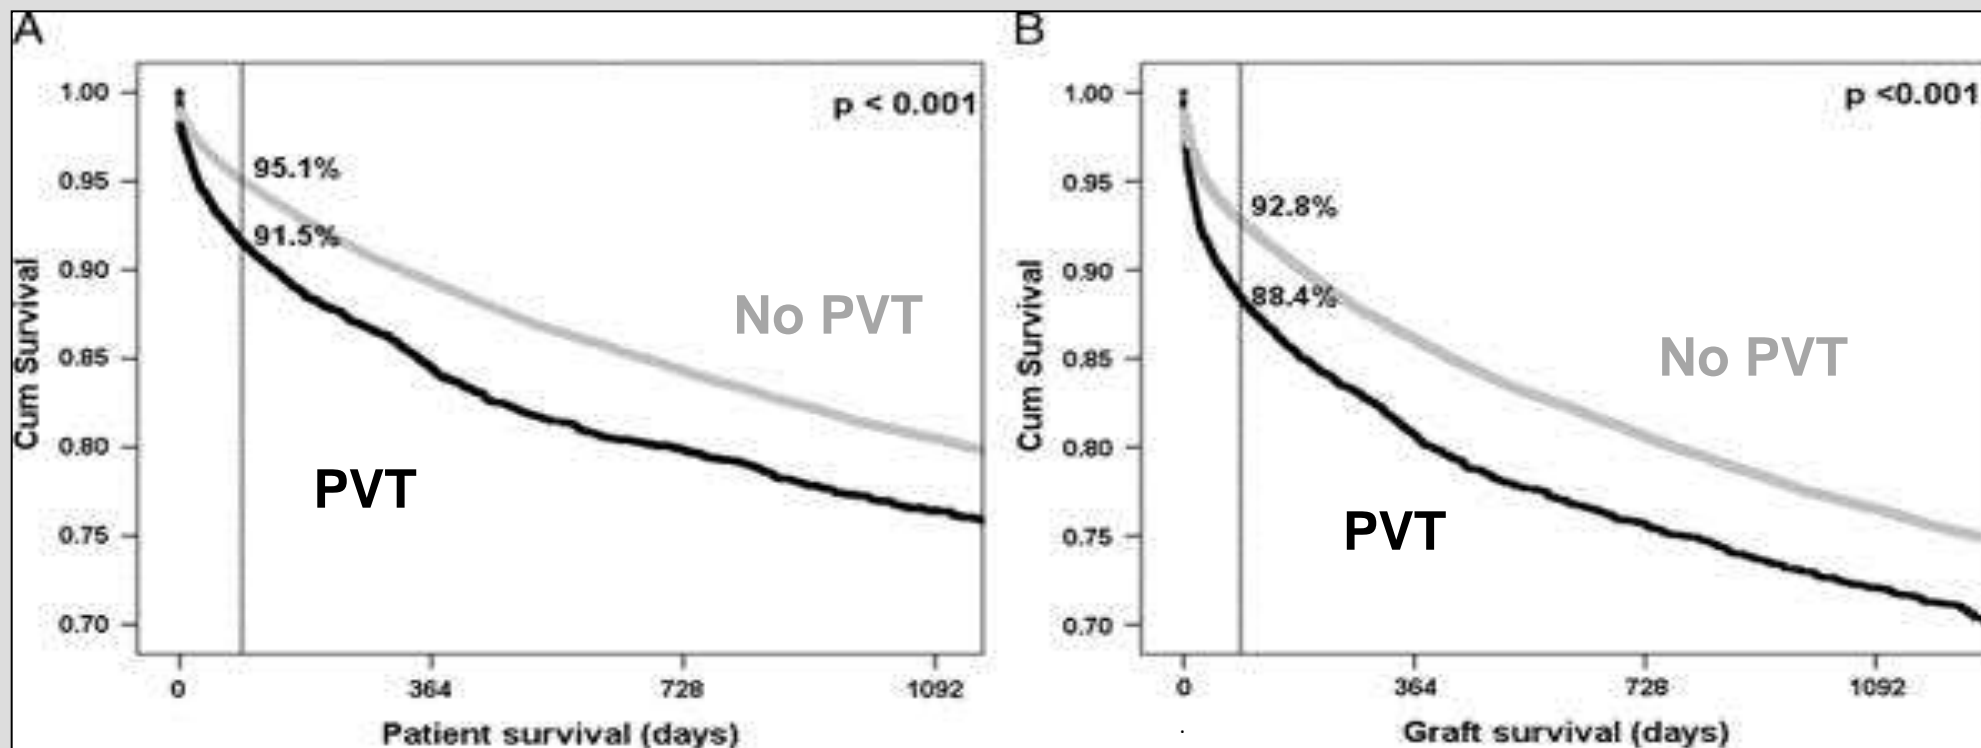 A
p < 0.001
1.00
0.95
0.90
0.85
0.80
0.75
0.70
Cum Survival
95.1%
91.5%
No PVT
PVT
0
364
728
1092
Patient survival (days)
B
p <0.001
1.00
0.95
0.90
0.85
0.80
0.75
0.70
Cum Survival
92.8%
88.4%
No PVT
PVT
0
364
728
1092
Graft survival (days)